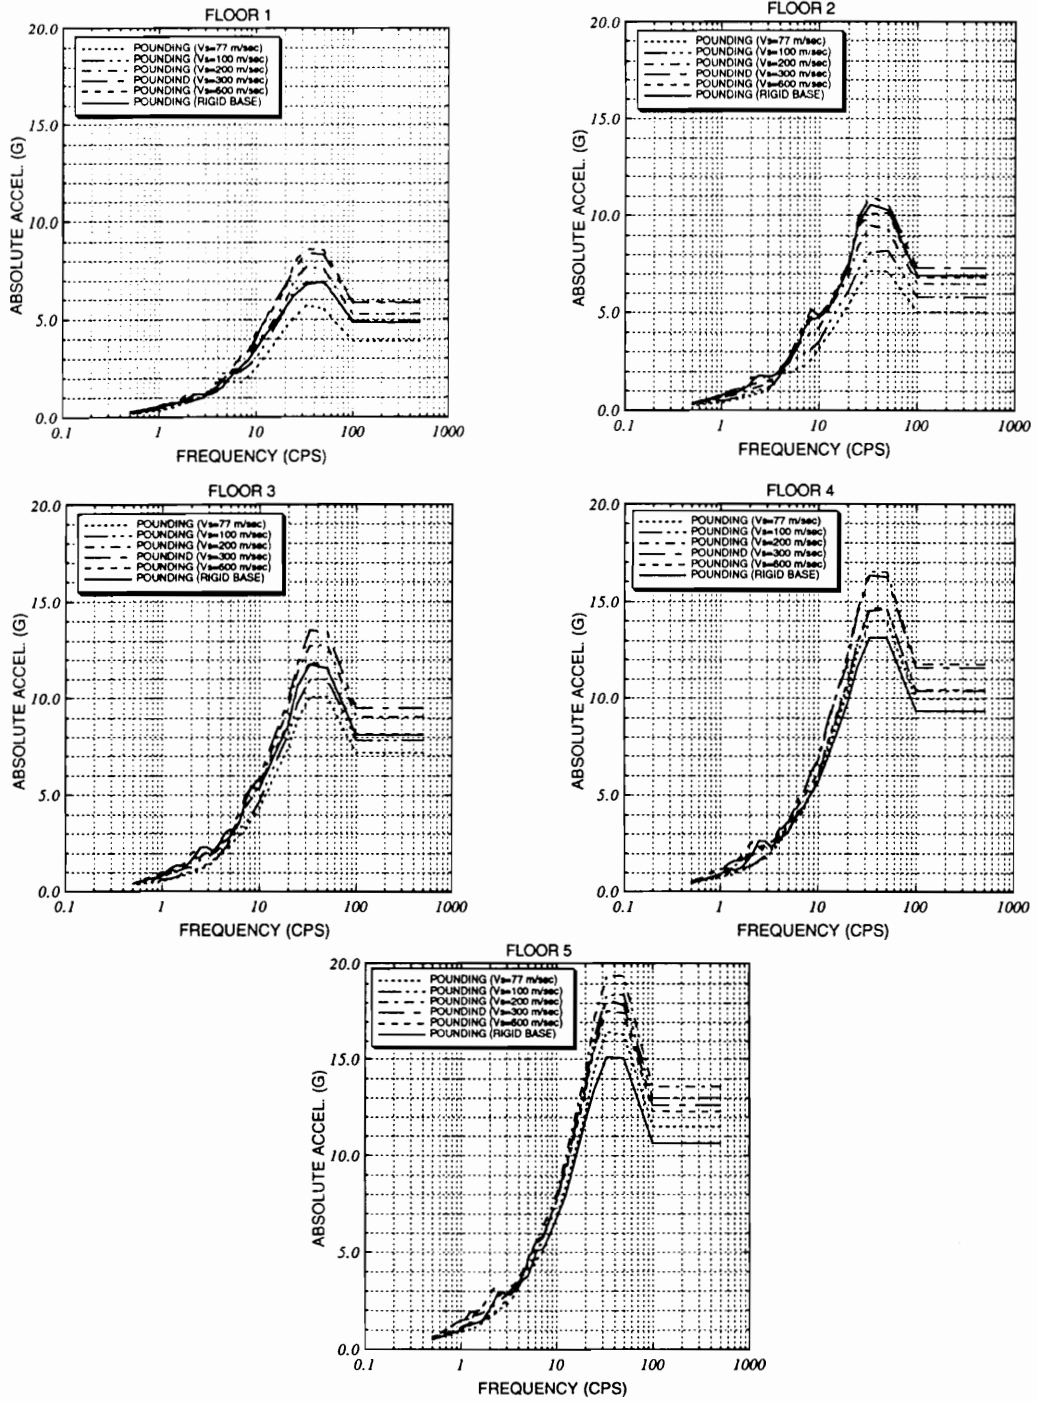 FLOOR 1
20.0
15.0
10.0
5.0
0.0
ABSOLUTE ACCEL. (G)
POUNDING (Vs=77 m/sec)
POUNDING (Vs=100 m/sec)
POUNDING (Vs=200 m/sec)
POUNDIND (Vs=300 m/sec)
POUNDING (Vs=600 m/sec)
POUNDING (RIGID BASE)
0.1 1 10 100 1000
FREQUENCY (CPS)
FLOOR 2
20.0
15.0
10.0
5.0
0.0
ABSOLUTE ACCEL. (G)
POUNDING (Vs=77 m/sec)
POUNDING (Vs=100 m/sec)
POUNDING (Vs=200 m/sec)
POUNDIND (Vs=300 m/sec)
POUNDING (Vs=600 m/sec)
POUNDING (RIGID BASE)
0.1 1 10 100 1000
FREQUENCY (CPS)
FLOOR 3
20.0
15.0
10.0
5.0
0.0
ABSOLUTE ACCEL. (G)
POUNDING (Vs=77 m/sec)
POUNDING (Vs=100 m/sec)
POUNDING (Vs=200 m/sec)
POUNDIND (Vs=300 m/sec)
POUNDING (Vs=600 m/sec)
POUNDING (RIGID BASE)
0.1 1 10 100 1000
FREQUENCY (CPS)
FLOOR 4
20.0
15.0
10.0
5.0
0.0
ABSOLUTE ACCEL. (G)
POUNDING (Vs=77 m/sec)
POUNDING (Vs=100 m/sec)
POUNDING (Vs=200 m/sec)
POUNDIND (Vs=300 m/sec)
POUNDING (Vs=600 m/sec)
POUNDING (RIGID BASE)
0.1 1 10 100 1000
FREQUENCY (CPS)
FLOOR 5
20.0
15.0
10.0
5.0
0.0
ABSOLUTE ACCEL. (G)
POUNDING (Vs=77 m/sec)
POUNDING (Vs=100 m/sec)
POUNDING (Vs=200 m/sec)
POUNDIND (Vs=300 m/sec)
POUNDING (Vs=600 m/sec)
POUNDING (RIGID BASE)
0.1 1 10 100 1000
FREQUENCY (CPS)